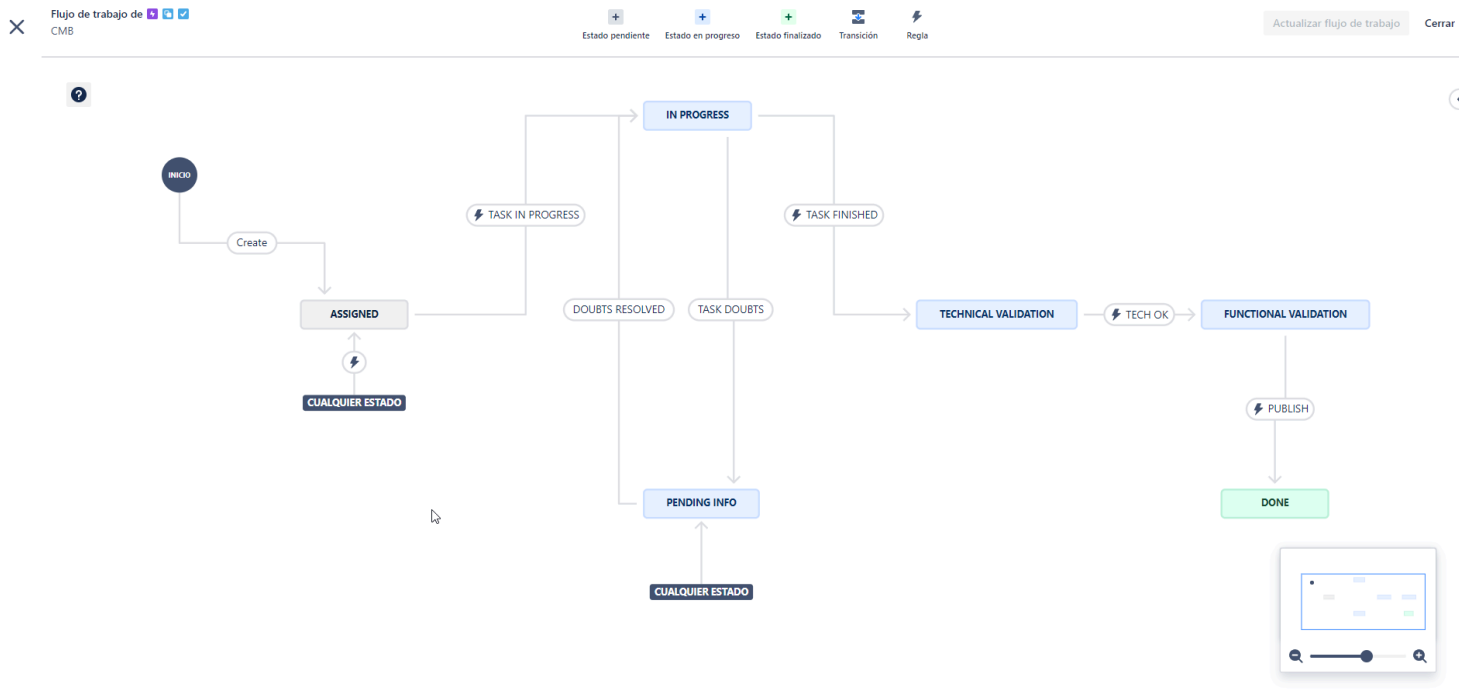 Flujo de trabajo de
CMB
Estado pendiente
Estado en progreso
Estado finalizado
Transición
Regla
Actualizar flujo de trabajo
Cerrar
?
IN PROGRESS
INICIO
TASK IN PROGRESS
TASK FINISHED
Create
DOUBTS RESOLVED
TASK DOUBTS
ASSIGNED
TECHNICAL VALIDATION
TECH OK
FUNCTIONAL VALIDATION
CUALQUIER ESTADO
PUBLISH
PENDING INFO
DONE
CUALQUIER ESTADO